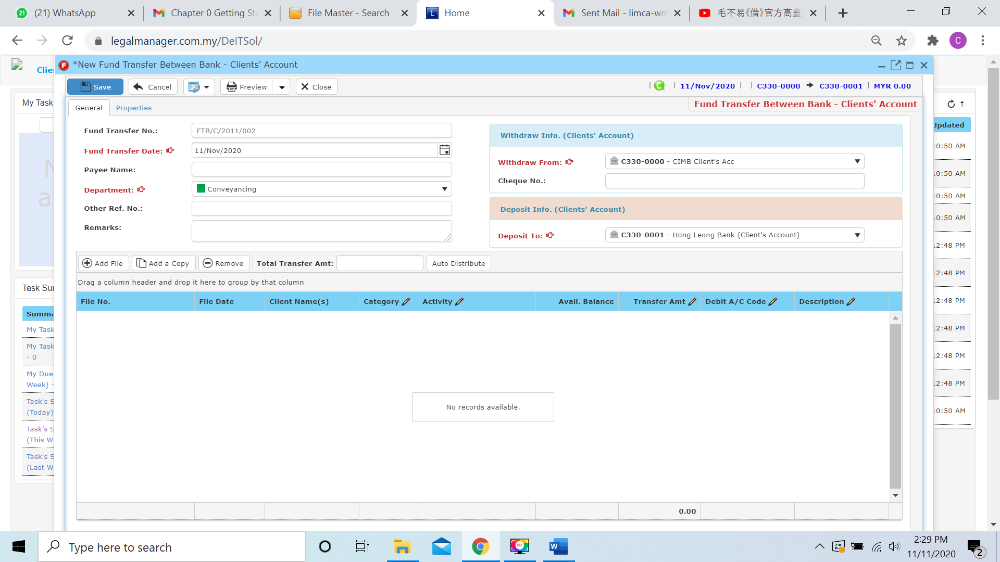 21
(21) WhatsApp
Chapter 0 Getting Sta
File Master - Search
L
Home
Sent Mail - limca-wm
毛不易《借》官方高畫
legalmanager.com.my/DeITSol/
C
Clie
*New Fund Transfer Between Bank - Clients' Account
Save
Cancel
Preview
Close
| C | 11/Nov/2020 | | C330-0000 → C330-0001 | MYR 0.00
My Task
General
Properties
Fund Transfer Between Bank - Clients' Account
Fund Transfer No.:
FTB/C/2011/002
Fund Transfer Date:
11/Nov/2020
Payee Name:
Department:
Conveyancing
Other Ref. No.:
Remarks:
Withdraw Info. (Clients' Account)
Withdraw From:
C330-0000 - CIMB Client's Acc
Cheque No.:
Deposit Info. (Clients' Account)
Deposit To:
C330-0001 - Hong Leong Bank (Client's Account)
Updated
10:50 AM
10:50 AM
10:50 AM
10:50 AM
12:48 PM
12:48 PM
12:48 PM
12:48 PM
12:48 PM
12:48 PM
10:50 AM
Add File
Add a Copy
Remove
Total Transfer Amt:
Auto Distribute
Drag a column header and drop it here to group by that column
File No.
File Date
Client Name(s)
Category
Activity
Avail. Balance
Transfer Amt
Debit A/C Code
Description
No records available.
0.00
Task Su
Summa
My Task
My Task
- 0
My Due
Week) -
Task's S
(Today)
Task's S
(This W
Task's S
(Last W
Type here to search
REC
W
2:29 PM
11/11/2020
2